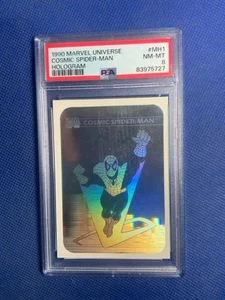 1990 MARVEL UNIVERSE #MH1
COSMIC SPIDER-MAN NM-MT
HOLOGRAM 8
PSA 83975727
COSMIC SPIDER-MAN